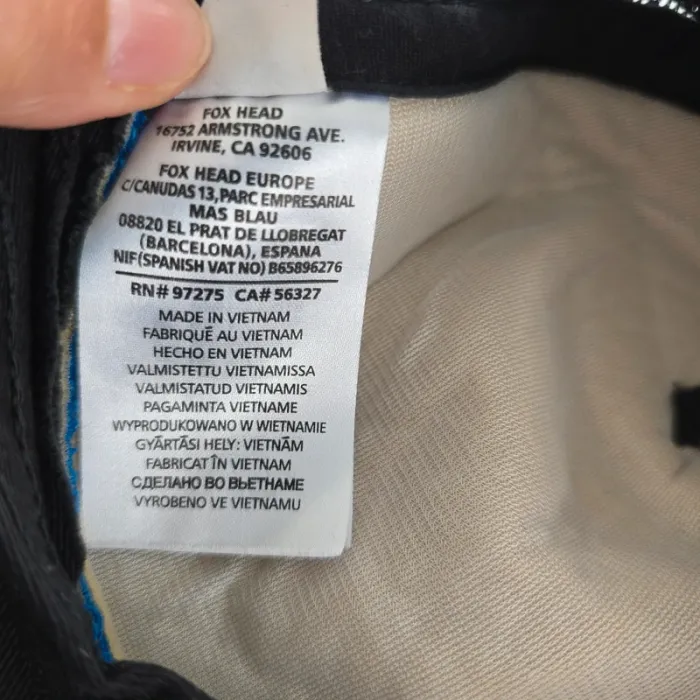 FOX HEAD
16752 ARMSTRONG AVE.
IRVINE, CA 92606
FOX HEAD EUROPE
C/CANUDAS 13,PARC EMPRESARIAL
MAS BLAU
08820 EL PRAT DE LLOBREGAT
(BARCELONA), ESPANA
NIF(SPANISH VAT NO) B65896276
RN# 97275 CA# 56327
MADE IN VIETNAM
FABRIQUÉ AU VIETNAM
HECHO EN VIETNAM
VALMISTETTU VIETNAMISSA
VALMISTATUD VIETNAMIS
PAGAMINTA VIETNAME
WYPRODUKOWANO W WIETNAMIE
GYÃRTÃSI HELY: VIETNÃM
FABRICAT ÎN VIETNAM
СДЕЛАНО ВО ВЬЕТНАМЕ
VYROBENO VE VIETNAMU